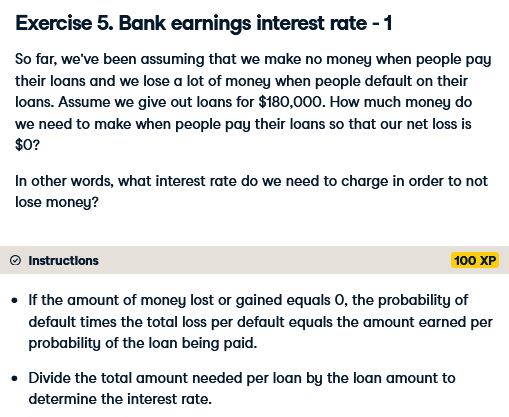 Exercise 5. Bank earnings interest rate - 1
So far, we've been assuming that we make no money when people pay
their loans and we lose a lot of money when people default on their
loans. Assume we give out loans for $180,000. How much money do
we need to make when people pay their loans so that our net loss is
$0?
In other words, what interest rate do we need to charge in order to not
lose money?
Instructions
100 XP
• If the amount of money lost or gained equals 0, the probability of
default times the total loss per default equals the amount earned per
probability of the loan being paid.
• Divide the total amount needed per loan by the loan amount to
determine the interest rate.